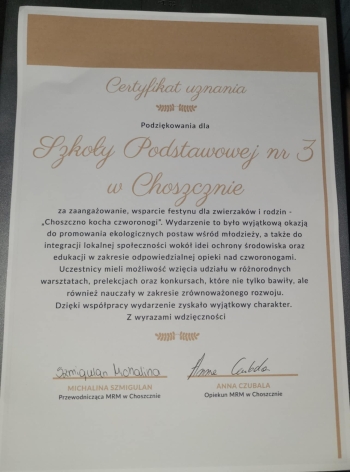 Certyfikat uznania
Podziękowania dla
Szkoły Podstawowej nr 3
w Choszcznie
za zaangażowanie, wsparcie festynu dla zwierzaków i rodzin -
„Choszczno kocha czworonogi”. Wydarzenie to było wyjątkową okazją
do promowania ekologicznych postaw wśród młodzieży, a także do
integracji lokalnej społeczności wokół idei ochrony środowiska oraz
edukacji w zakresie odpowiedzialnej opieki nad czworonogami.
Uczestnicy mieli możliwość wzięcia udziału w różnorodnych
warsztatach, prelekcjach oraz konkursach, które nie tylko bawiły, ale
również nauczały w zakresie zrównoważonego rozwoju.
Dzięki współpracy wydarzenie zyskało wyjątkowy charakter.
Z wyrazami wdzięczności
Szmigulan Michalina Anna Czubala
MICHALINA SZMIGULAN ANNA CZUBALA
Przewodnicząca MRM w Choszcznie Opiekun MRM w Choszcznie